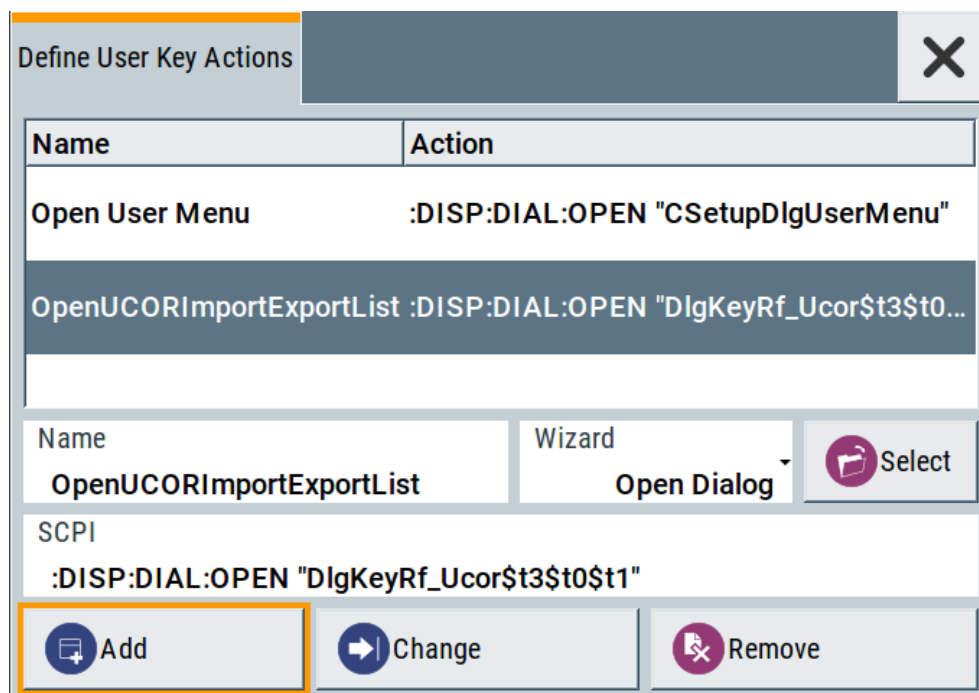 Define User Key Actions
Name Action
Open User Menu :DISP:DIAL:OPEN "CSetupDlgUserMenu"
OpenUCORImportExportList :DISP:DIAL:OPEN "DlgKeyRf_Ucor$t3$t0...
Name Wizard
OpenUCORImportExportList Open Dialog Select
SCPI
:DISP:DIAL:OPEN "DlgKeyRf_Ucor$t3$t0$t1"
Add Change Remove